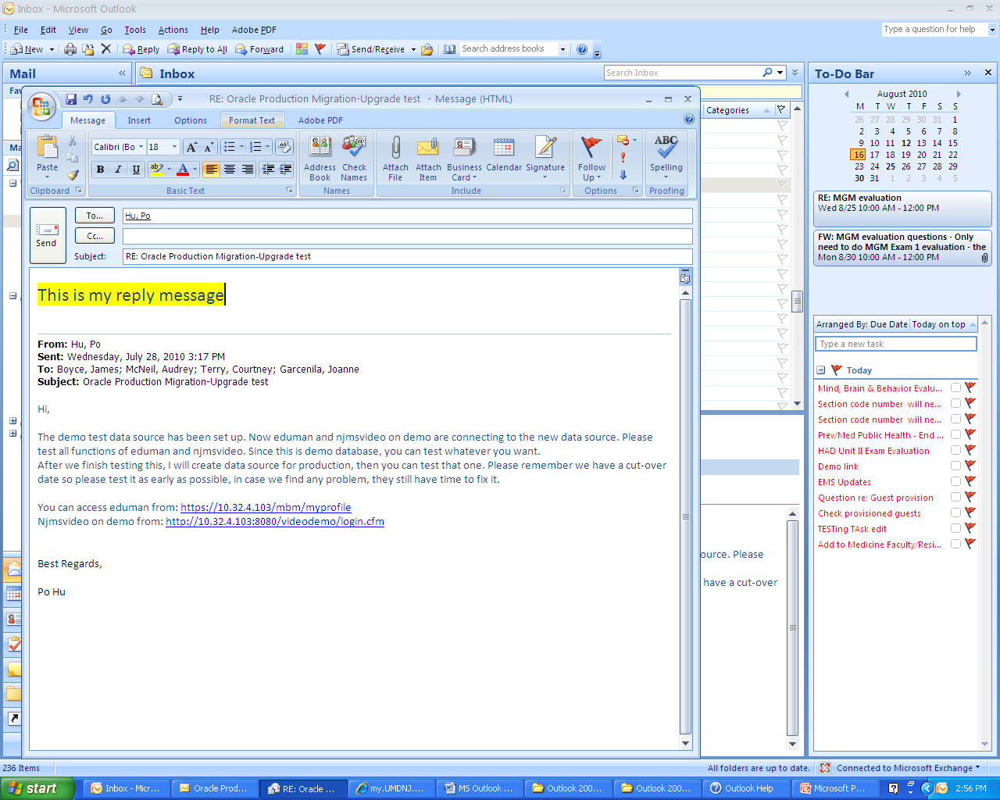 Inbox - Microsoft Outlook
File Edit View Go Tools Actions Help Adobe PDF
Type a question for help
New Reply Reply to All Forward Send/Receive Search address books
Mail « Inbox
Search Inbox
To-Do Bar »
Fav
RE: Oracle Production Migration-Upgrade test - Message (HTML)
Message Insert Options Format Text Adobe PDF
Calibri (Bo 18
Paste
B I U ab A
Address Book
Check Names
Attach File
Attach Item
Business Card
Calendar
Signature
Follow Up
ABC
Spelling
Clipboard Basic Text Names Include Options Proofing
Categories
Ma
August 2010
M T W T F S S
26 27 28 29 30 31 1
2 3 4 5 6 7 8
9 10 11 12 13 14 15
16 17 18 19 20 21 22
23 24 25 26 27 28 29
30 31 1 2 3 4 5
RE: MGM evaluation
Wed 8/25 10:00 AM - 12:00 PM
FW: MGM evaluation questions - Only
need to do MGM Exam 1 evaluation - the
Mon 8/30 10:00 AM - 12:00 PM
Send
To... Hu, Po
Cc...
Subject: RE: Oracle Production Migration-Upgrade test
This is my reply message
From: Hu, Po
Sent: Wednesday, July 28, 2010 3:17 PM
To: Boyce, James; McNeil, Audrey; Terry, Courtney; Garcenila, Joanne
Subject: Oracle Production Migration-Upgrade test
Hi,
The demo test data source has been set up. Now eduman and njmsvideo on demo are connecting to the new data source. Please
test all functions of eduman and njmsvideo. Since this is demo database, you can test whatever you want.
After we finish testing this, I will create data source for production, then you can test that one. Please remember we have a cut-over
date so please test it as early as possible, in case we find any problem, they still have time to fix it.
You can access eduman from: https://10.32.4.103/mbm/myprofile
Njmsvideo on demo from: http://10.32.4.103:8080/videodemo/login.cfm
Best Regards,
Po Hu
ource. Please
have a cut-over
Arranged By: Due Date Today on top
Type a new task
Today
Mind, Brain & Behavior Evalu...
Section code number will ne...
Section code number will ne...
Prev/Med Public Health - End ...
HAD Unit II Exam Evaluation
Demo link
EMS Updates
Question re: Guest provision
Check provisioned guests
TESTing TAsk edit
Add to Medicine Faculty/Resi...
236 Items
All folders are up to date. Connected to Microsoft Exchange
start Inbox - Micr... Oracle Prod... RE: Oracle ... my.UMDNJ.... MS Outlook ... Outlook 200... Outlook 200... Outlook Help Microsoft P... 2:56 PM